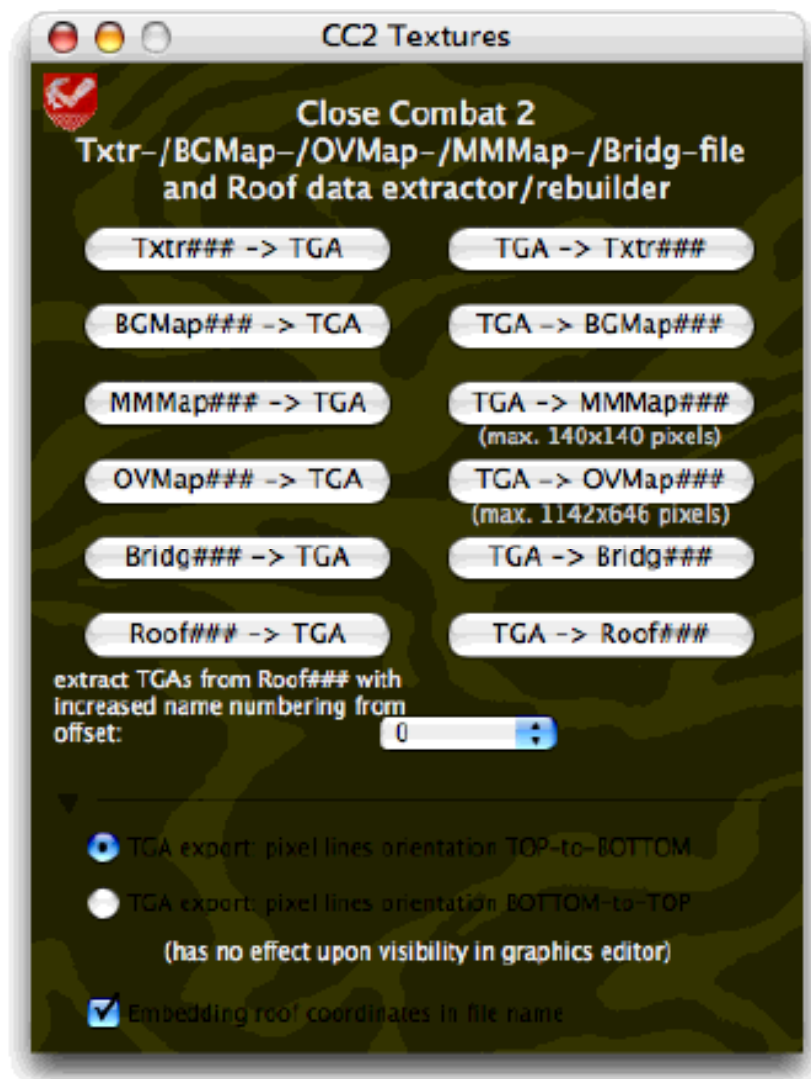 CC2 Textures
Close Combat 2
Txtr-/BGMap-/OVMap-/MMMap-/Bridg-file
and Roof data extractor/rebuilder
Txtr### -> TGA
TGA -> Txtr###
BGMap### -> TGA
TGA -> BGMap###
MMMap### -> TGA
TGA -> MMMap###
(max. 140x140 pixels)
OVMap### -> TGA
TGA -> OVMap###
(max. 1142x646 pixels)
Bridg### -> TGA
TGA -> Bridg###
Roof### -> TGA
TGA -> Roof###
extract TGAs from Roof### with
increased name numbering from
offset:
0
TGA export: pixel lines orientation TOP-to-BOTTOM
TGA export: pixel lines orientation BOTTOM-to-TOP
(has no effect upon visibility in graphics editor)
Embedding roof coordinates in file name